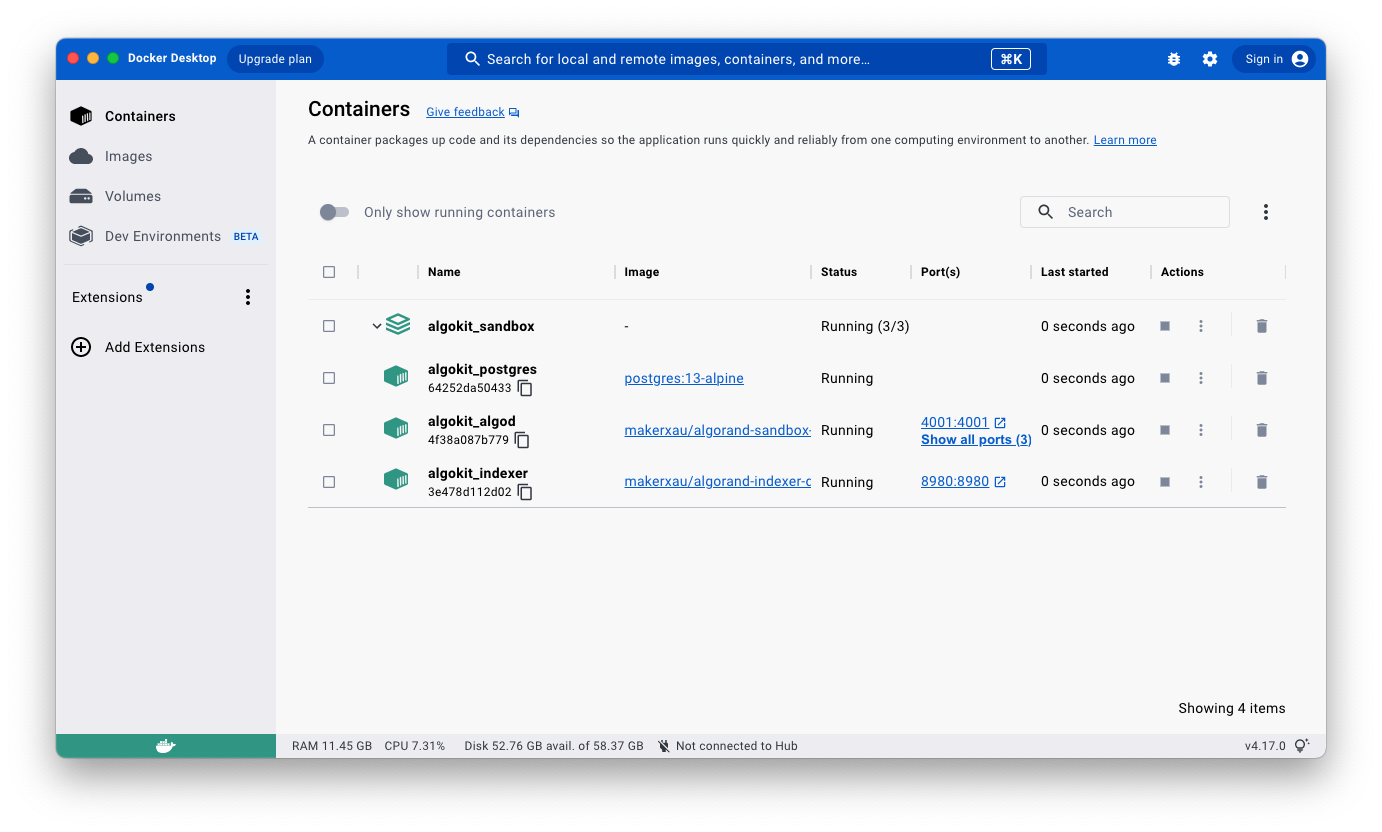 Docker Desktop
Upgrade plan
Search for local and remote images, containers, and more…
⌘K
Sign in
Containers
Images
Volumes
Dev Environments BETA
Extensions
Add Extensions
Containers Give feedback
A container packages up code and its dependencies so the application runs quickly and reliably from one computing environment to another. Learn more
Only show running containers
Search
Name Image Status Port(s) Last started Actions
algokit_sandbox - Running (3/3) 0 seconds ago
algokit_postgres
64252da50433
postgres:13-alpine Running 0 seconds ago
algokit_algod
4f38a087b779
makerxau/algorand-sandbox- Running
4001:4001
Show all ports (3)
0 seconds ago
algokit_indexer
3e478d112d02
makerxau/algorand-indexer-d Running 8980:8980 0 seconds ago
Showing 4 items
RAM 11.45 GB CPU 7.31% Disk 52.76 GB avail. of 58.37 GB Not connected to Hub
v4.17.0